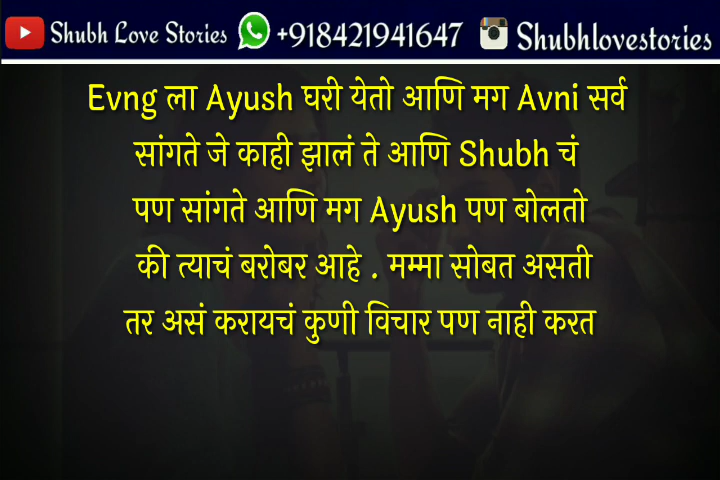 Shubh Love Stories +918421941647 Shubhlovestories
Evng ला Ayush घरी येतो आणि मग Avni सर्व
सांगते जे काही झालं ते आणि Shubh चं
पण सांगते आणि मग Ayush पण बोलतो
की त्याचं बरोबर आहे . मम्मा सोबत असती
तर असं करायचं कुणी विचार पण नाही करत